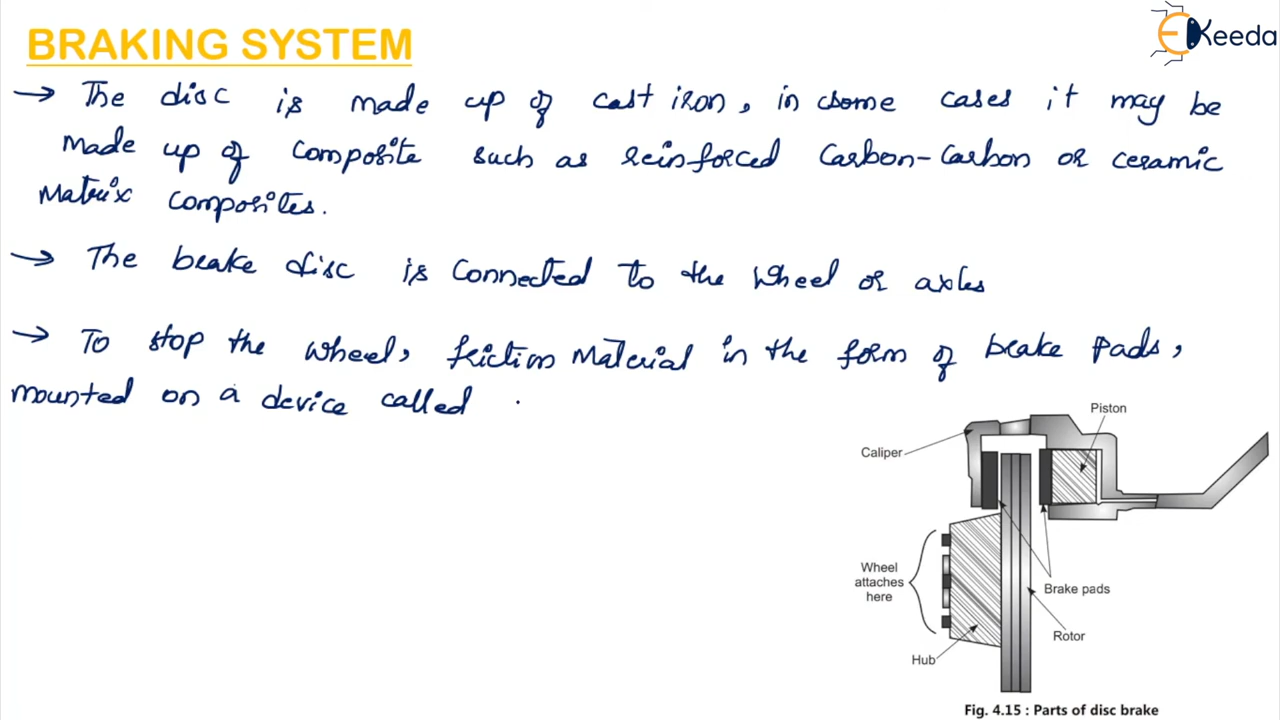 BRAKING SYSTEM
EKeeda
→ The disc is made up of cast iron, in some cases it may be
made up of composite such as reinforced carbon-carbon or ceramic
Matrix composites.
→ The brake disc is connected to the wheel or axles
→ To stop the wheel, friction Material in the form of brake pads,
mounted on a device called
Piston
Caliper
Wheel
attaches
here
Brake pads
Rotor
Hub
Fig. 4.15 : Parts of disc brake